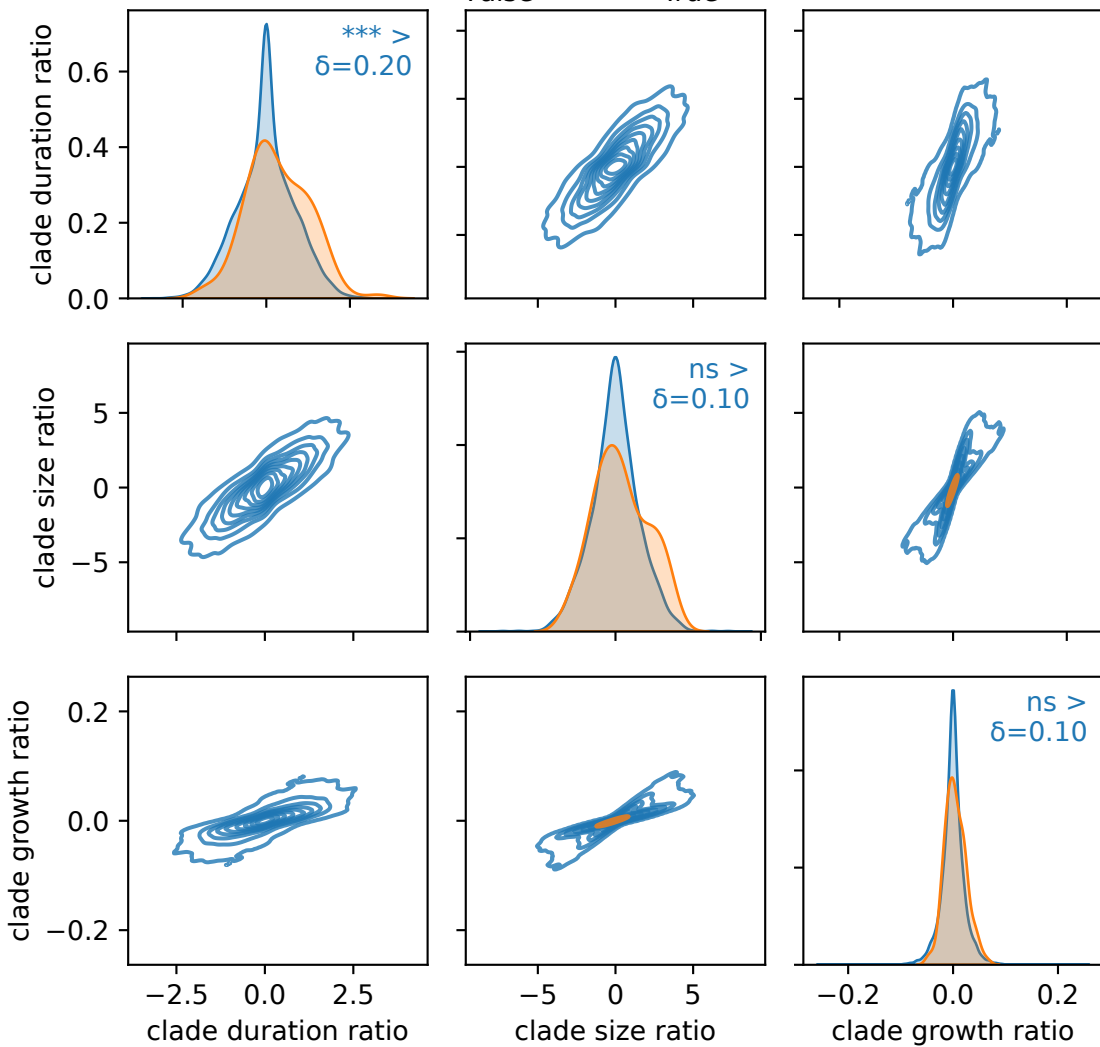 *** >
δ=0.20
clade duration ratio
0.6
0.4
0.2
0.0
ns >
δ=0.10
clade size ratio
5
0
−5
ns >
δ=0.10
clade growth ratio
0.2
0.0
−0.2
−2.5 0.0 2.5
−5 0 5
−0.2 0.0 0.2
clade duration ratio
clade size ratio
clade growth ratio